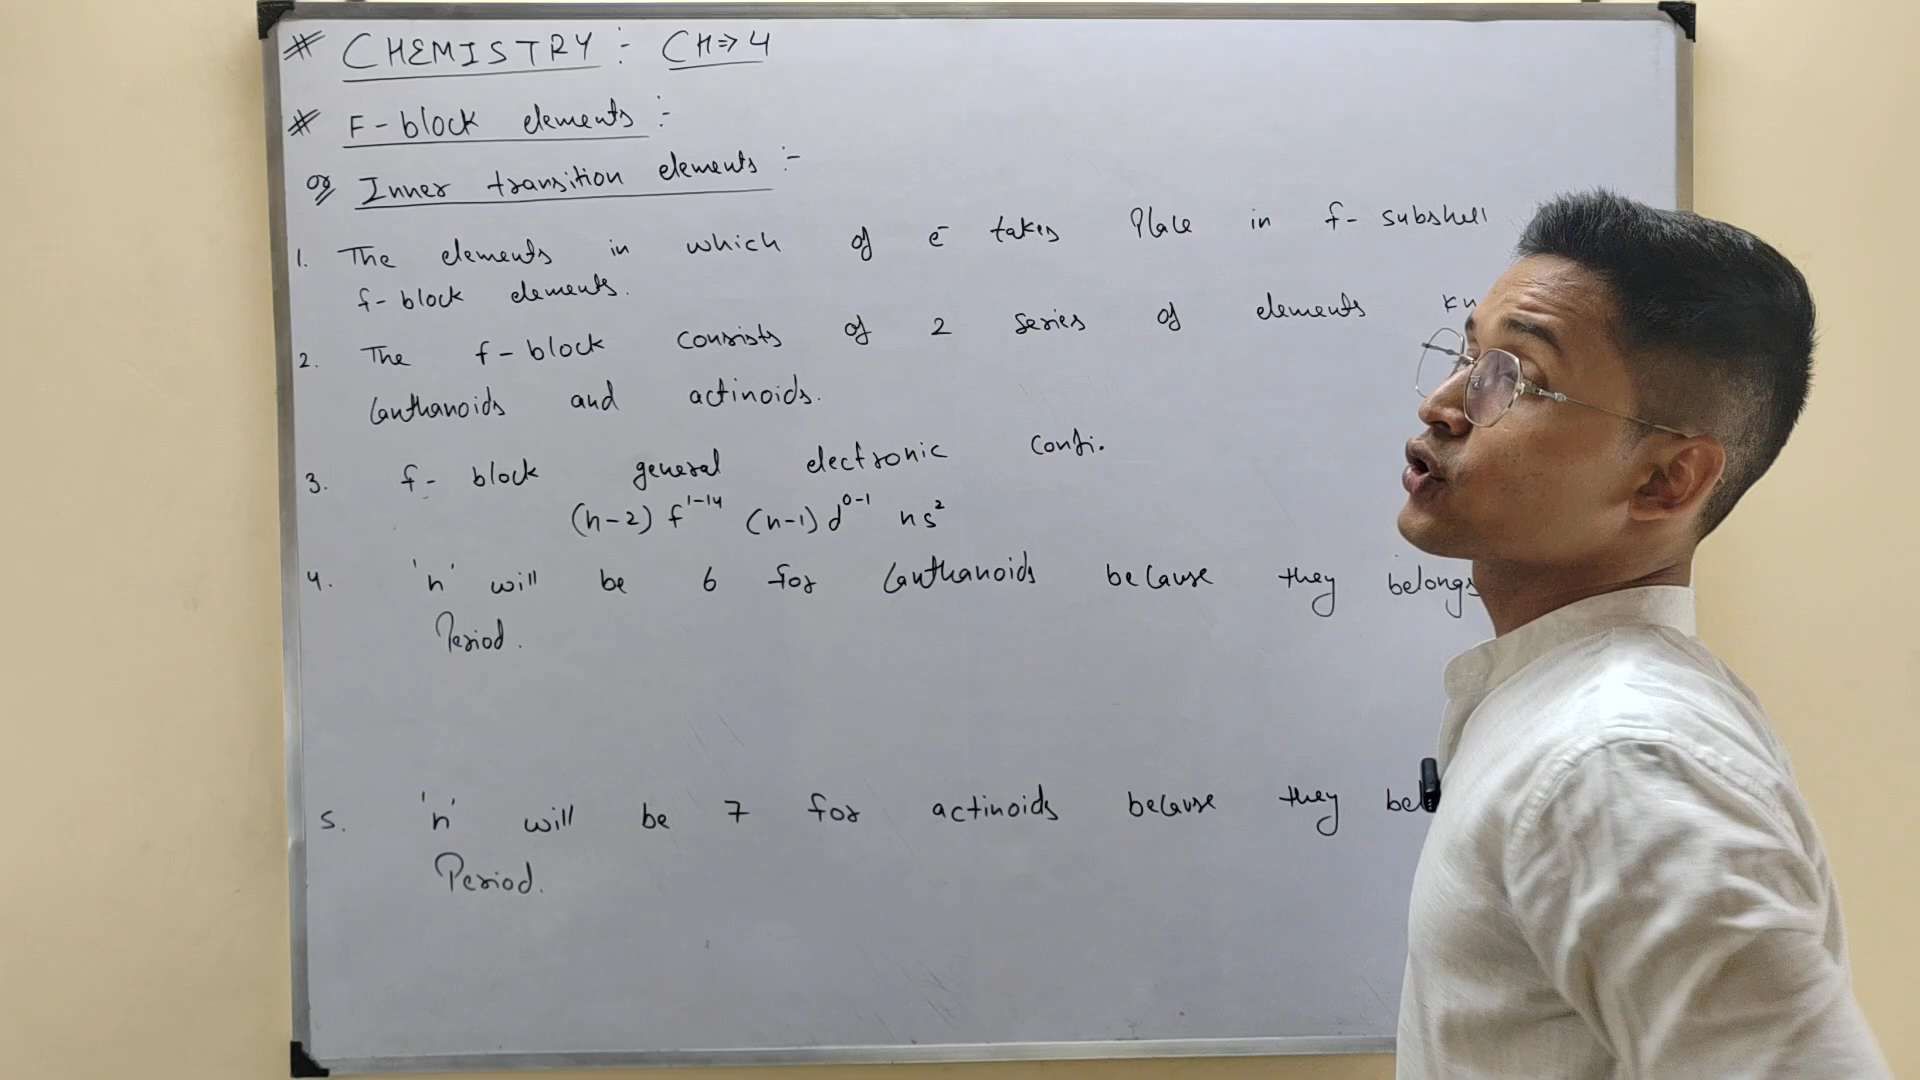 # CHEMISTRY :- CH⇒4
# F-block elements :-
or Inner transition elements :-
1. The elements in which of e⁻ takes Place in f- subshell
f-block elements.
2. The f-block consists of 2 series of elements kn
lanthanoids and actinoids.
3. f- block general electronic confi.
(n-2) f¹⁻¹⁴ (n-1) d⁰⁻¹ ns²
4. 'n' will be 6 for lanthanoids because they belongs
Period.
5. 'n' will be 7 for actinoids because they bel
Period.